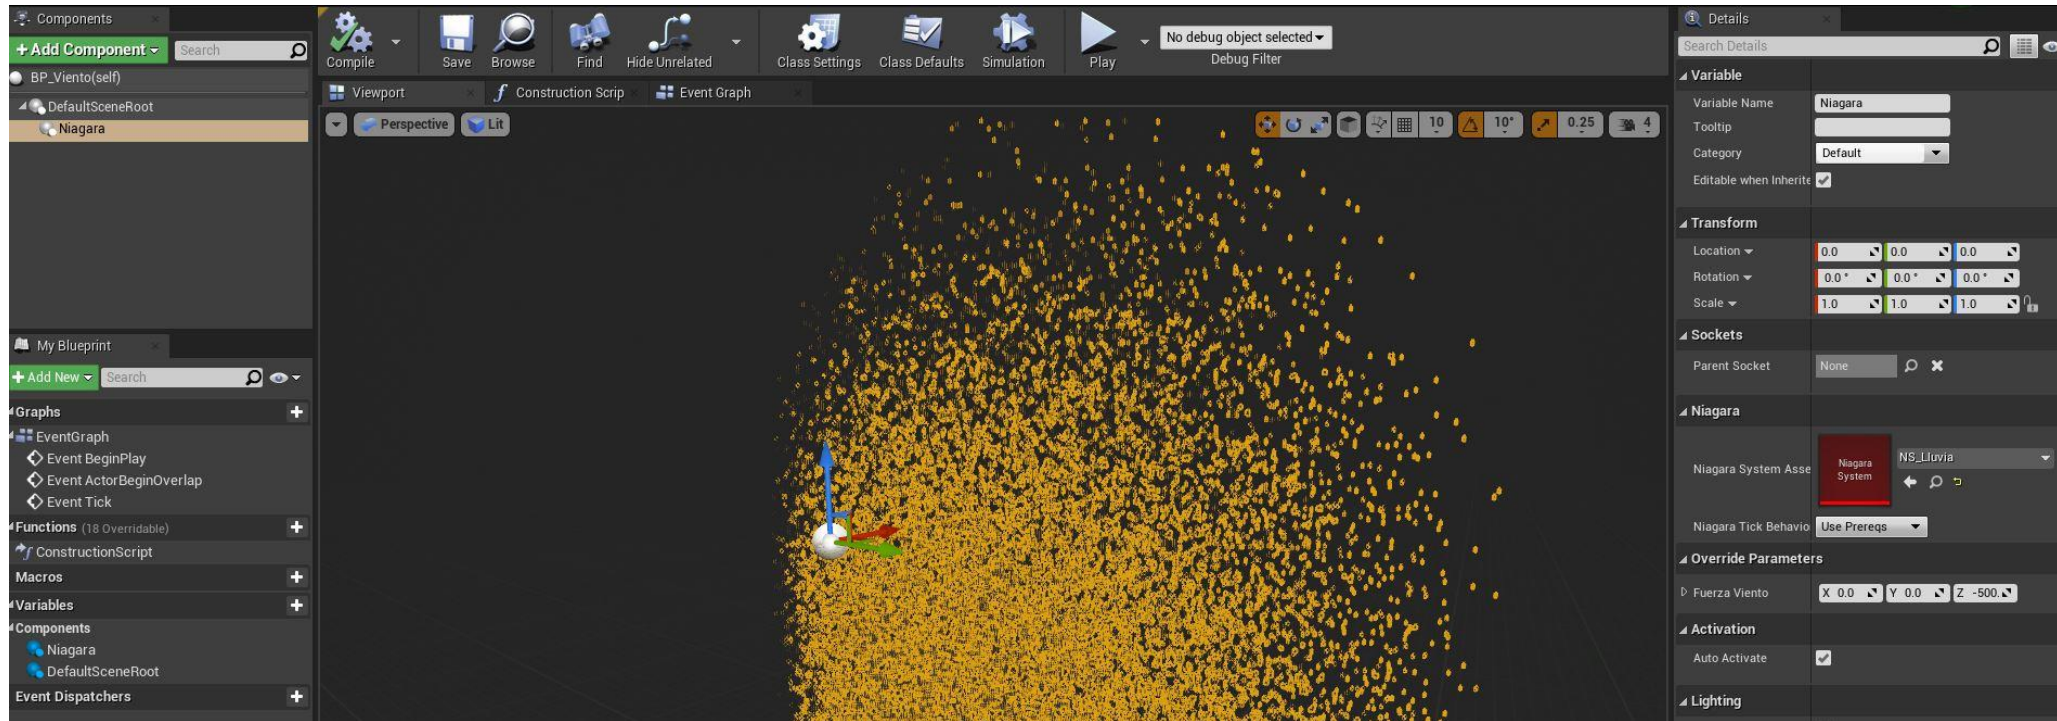 Components
+Add Component
Search
BP_Viento(self)
DefaultSceneRoot
Niagara
My Blueprint
+Add New
Search
Graphs
EventGraph
Event BeginPlay
Event ActorBeginOverlap
Event Tick
Functions (18 Overridable)
ConstructionScript
Macros
Variables
Components
Niagara
DefaultSceneRoot
Event Dispatchers
Compile
Save
Browse
Find
Hide Unrelated
Class Settings
Class Defaults
Simulation
Play
No debug object selected
Debug Filter
Viewport
Construction Scrip
Event Graph
Perspective
Lit
10
10°
0.25
4
Details
Search Details
Variable
Variable Name Niagara
Tooltip
Category Default
Editable when Inherite
Transform
Location 0.0 0.0 0.0
Rotation 0.0° 0.0° 0.0°
Scale 1.0 1.0 1.0
Sockets
Parent Socket None
Niagara
Niagara System Asse
Niagara
System
NS_Lluvia
Niagara Tick Behavio Use Prereqs
Override Parameters
Fuerza Viento X 0.0 Y 0.0 Z -500.
Activation
Auto Activate
Lighting